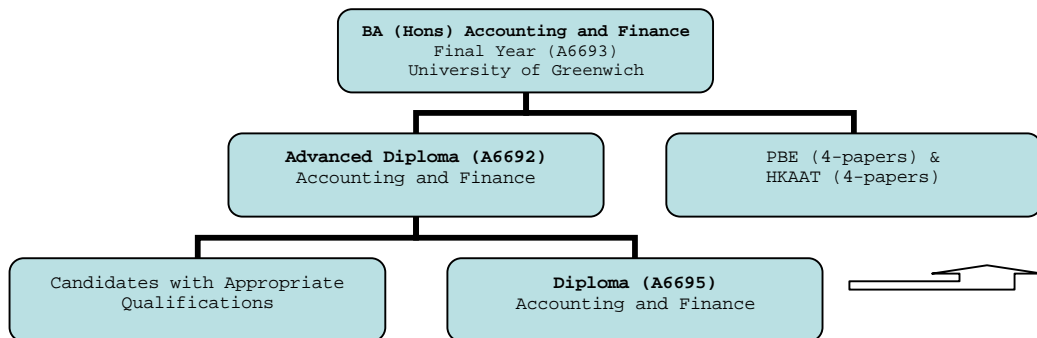 BA (Hons) Accounting and Finance
Final Year (A6693)
University of Greenwich
Advanced Diploma (A6692)
Accounting and Finance
PBE (4-papers) &
HKAAT (4-papers)
Candidates with Appropriate
Qualifications
Diploma (A6695)
Accounting and Finance